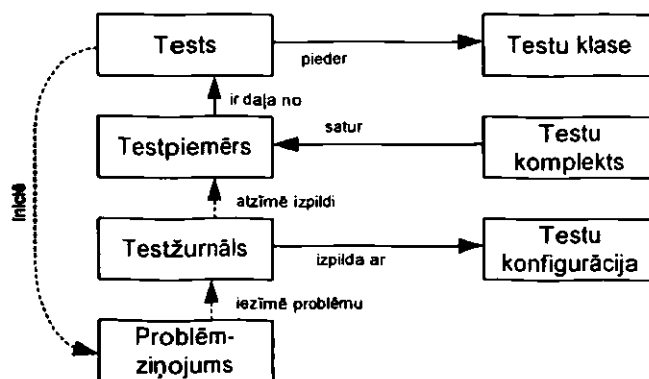 Tests
pieder
Testu klase
ir daļa no
Testpiemērs
satur
Testu
komplekts
iniciē
atzīmē izpildi
Testžurnāls
izpilda ar
Testu
konfigurācija
iezīmē problēmu
Problēm-
ziņojums